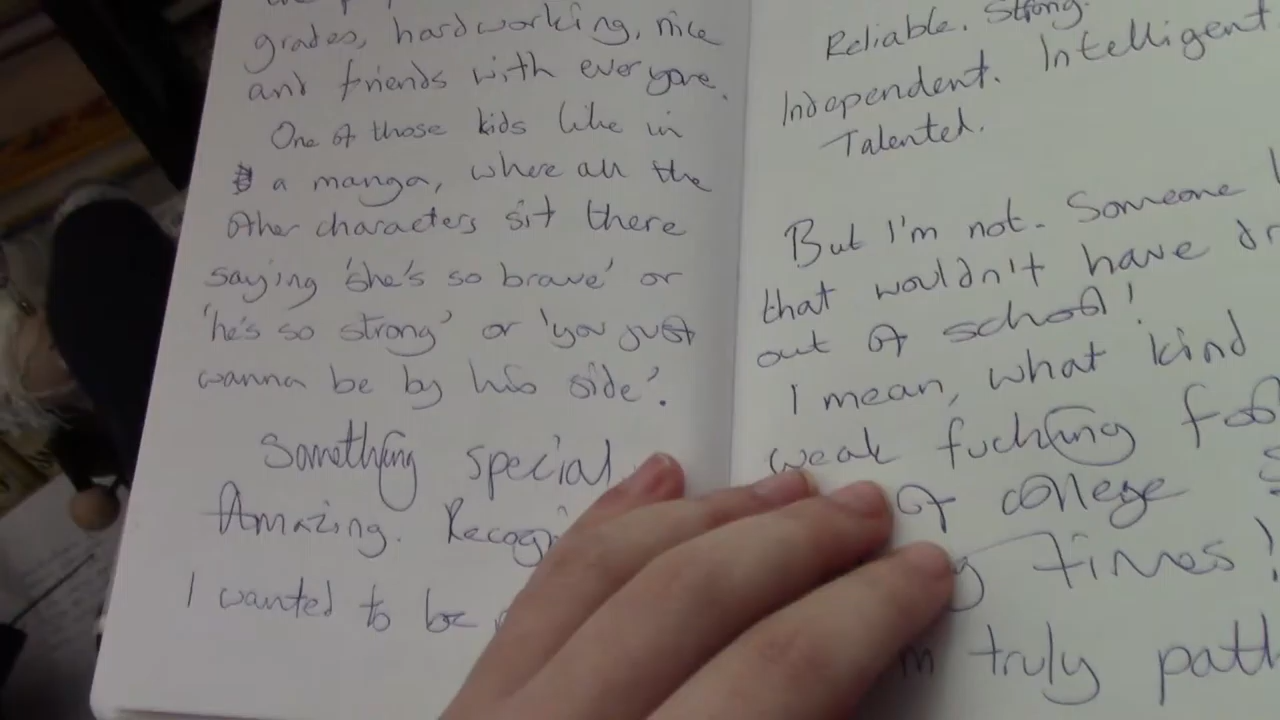 grades, hardworking, nice
and friends with everyone.
One of those kids like in
a manga, where all the
other characters sit there
saying 'she's so brave' or
'he's so strong' or 'you just
wanna be by his side'.
Something special
Amazing.
I wanted to be
Reliable. Strong.
Independent. Intelligent
Talented.
But I'm not. Someone
that wouldn't have
out of school!
I mean, what kind
weak fucking
of college
times!
truly